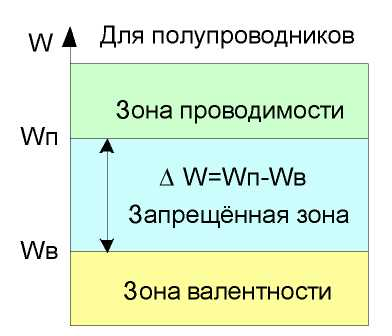 W
Для полупроводников
Зона проводимости
Wп
Δ W=Wп-Wв
Запрещённая зона
Wв
Зона валентности